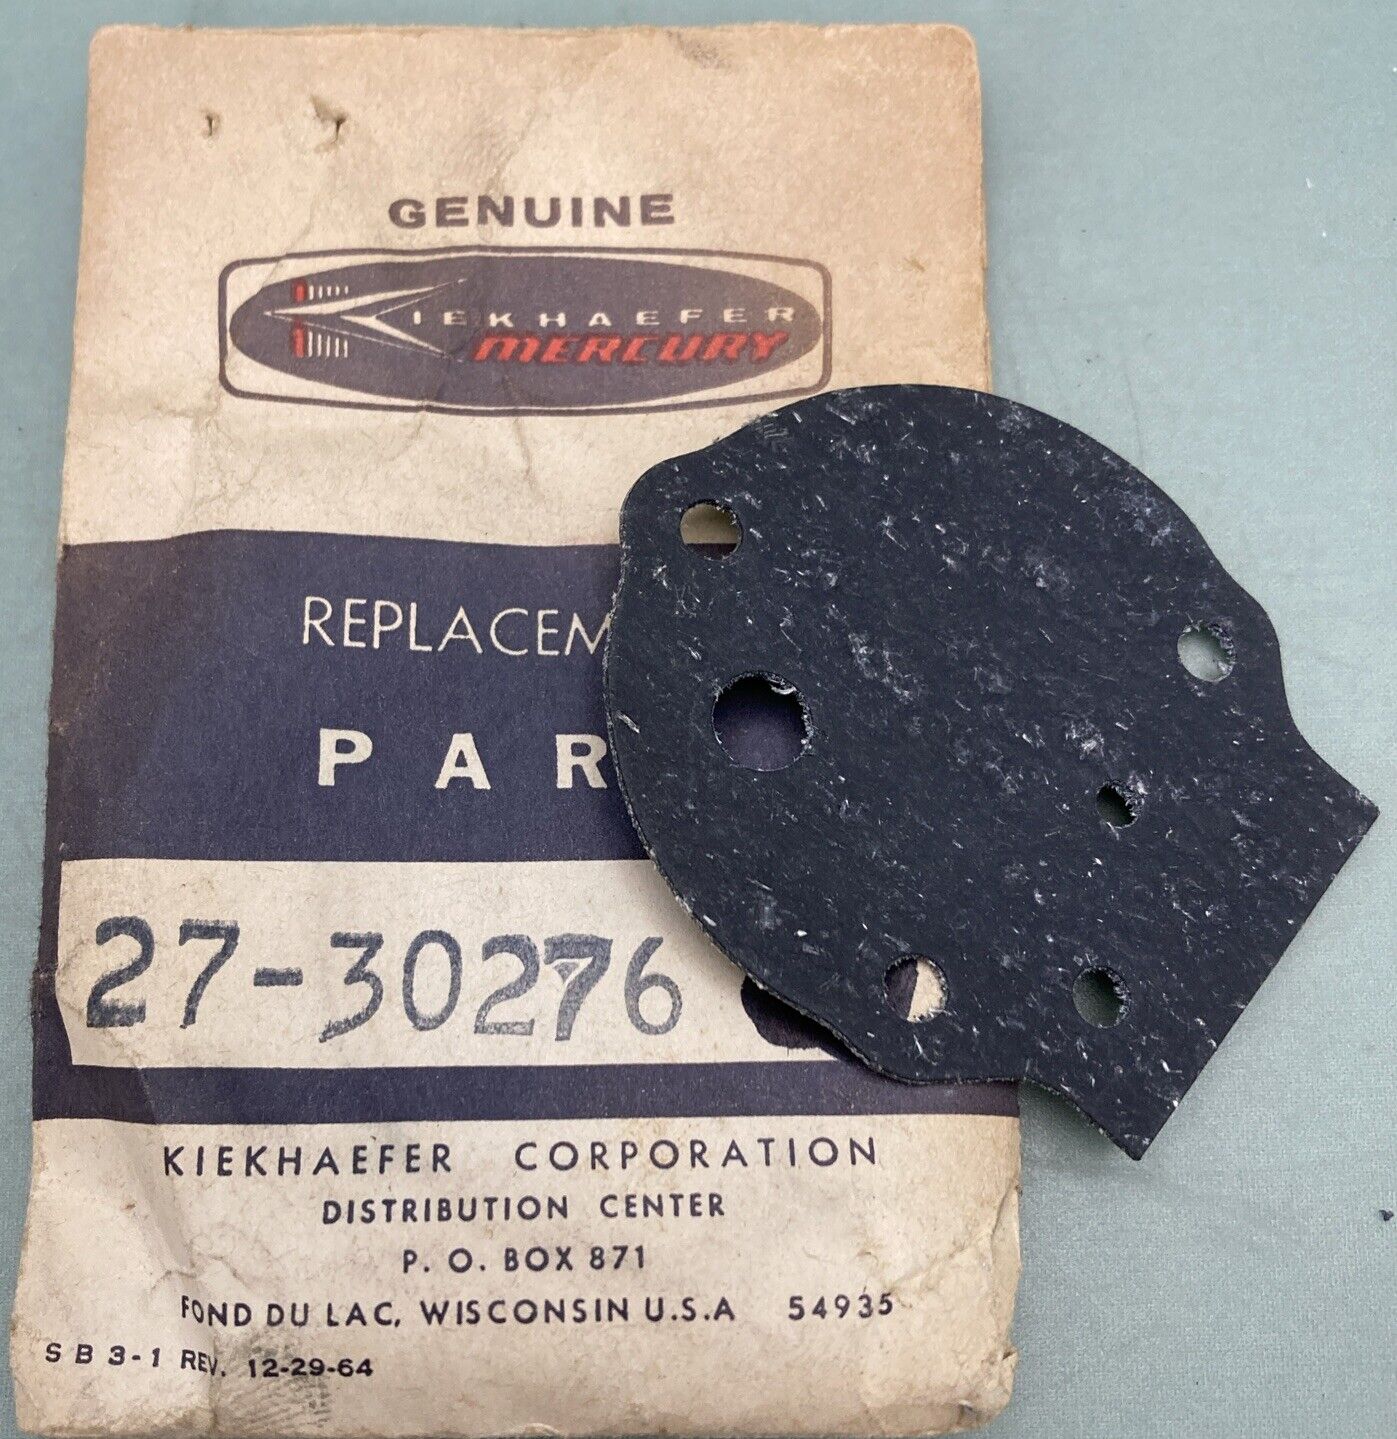 GENUINE
KIEKHAEFER
MERCURY
REPLACEM
PAR
27-30276
KIEKHAEFER CORPORATION
DISTRIBUTION CENTER
P. O. BOX 871
FOND DU LAC, WISCONSIN U.S.A 54935
SB 3-1 REV. 12-29-64